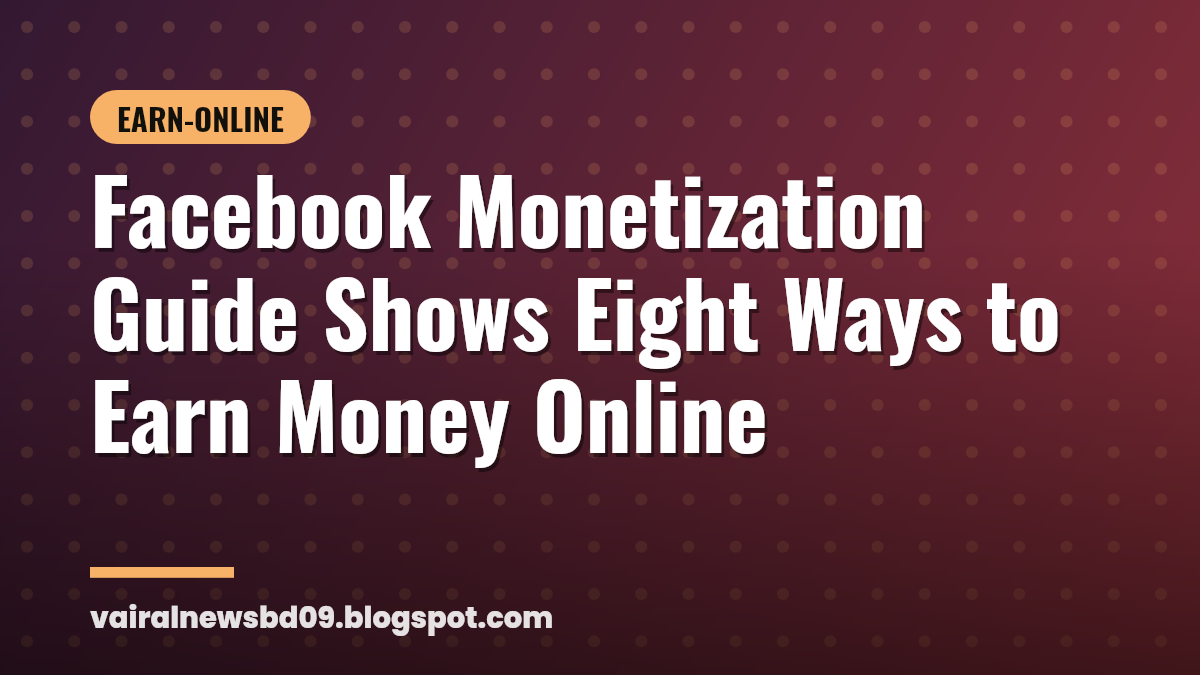 EARN-ONLINE
Facebook Monetization
Guide Shows Eight Ways to
Earn Money Online
vairalnewsbd09.blogspot.com